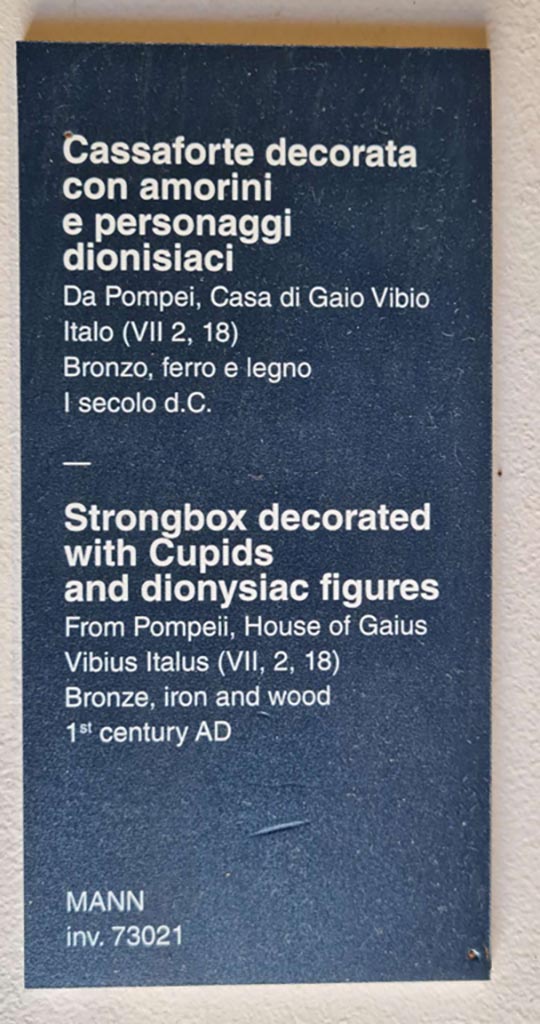 Cassaforte decorata
con amorini
e personaggi
dionisiaci
Da Pompei, Casa di Gaio Vibio
Italo (VII 2, 18)
Bronzo, ferro e legno
I secolo d.C.
—
Strongbox decorated
with Cupids
and dionysiac figures
From Pompeii, House of Gaius
Vibius Italus (VII, 2, 18)
Bronze, iron and wood
1st century AD
MANN
inv. 73021